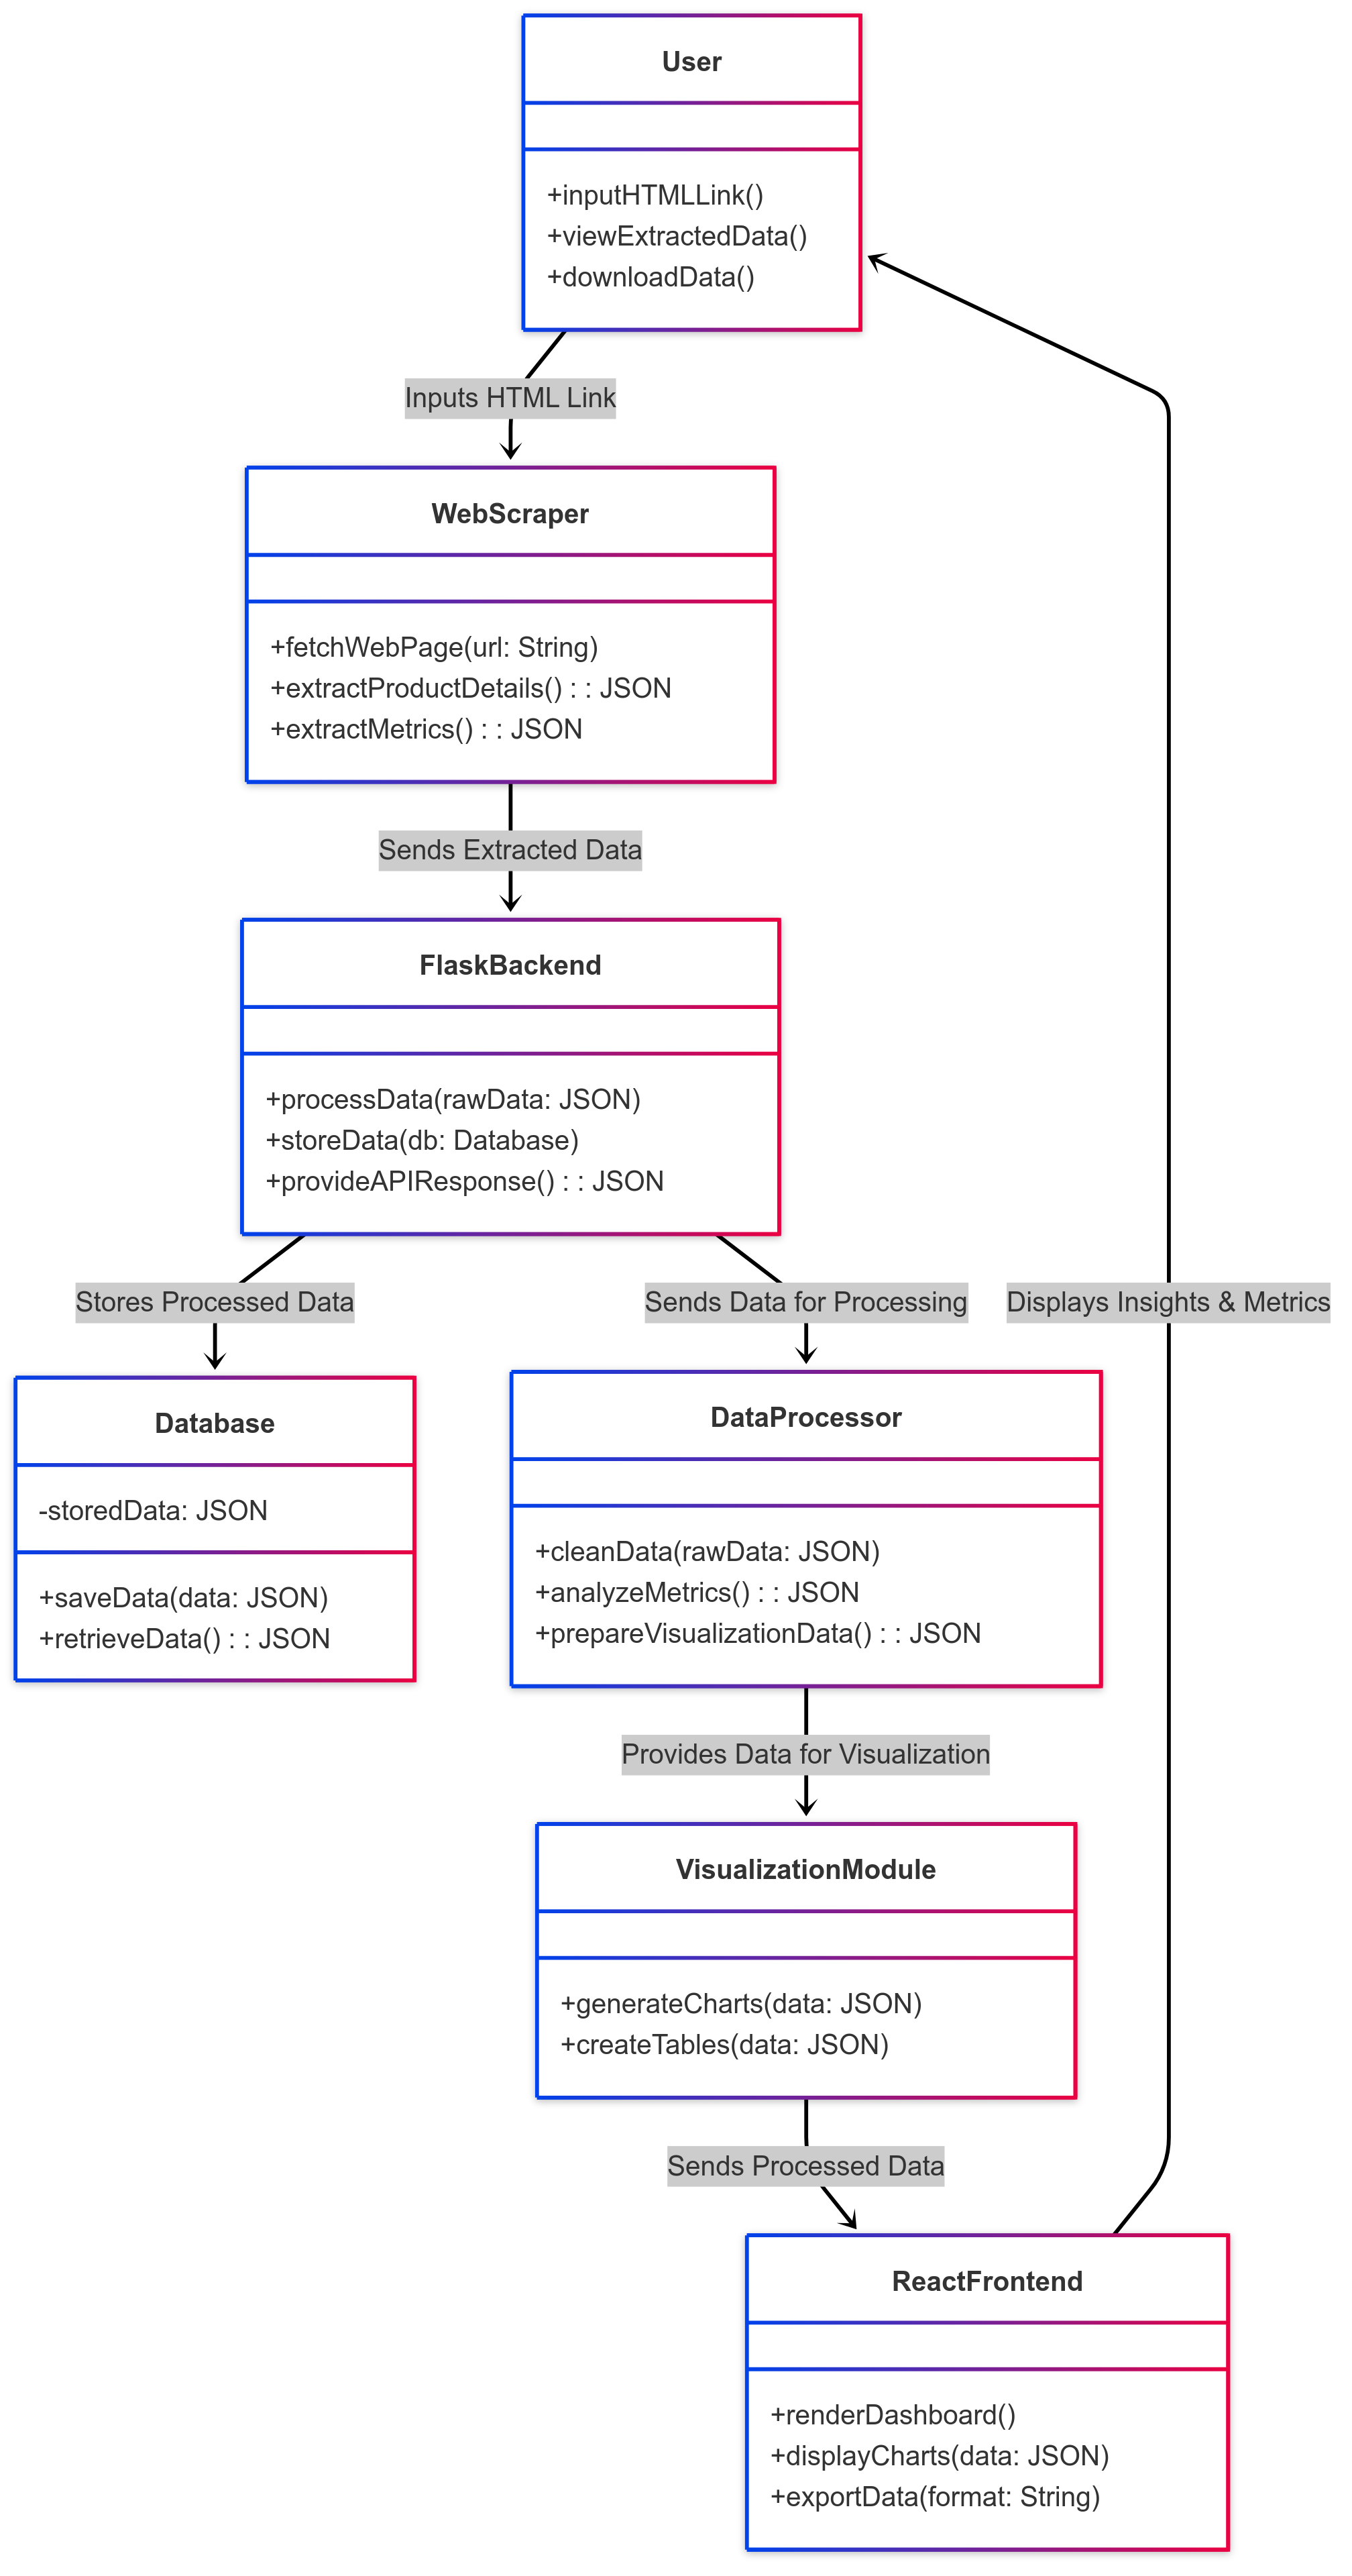 User
+inputHTMLLink()
+viewExtractedData()
+downloadData()
Inputs HTML Link
WebScraper
+fetchWebPage(url: String)
+extractProductDetails() : : JSON
+extractMetrics() : : JSON
Sends Extracted Data
FlaskBackend
+processData(rawData: JSON)
+storeData(db: Database)
+provideAPIResponse() : : JSON
Stores Processed Data
Sends Data for Processing
Displays Insights & Metrics
Database
-storedData: JSON
+saveData(data: JSON)
+retrieveData() : : JSON
DataProcessor
+cleanData(rawData: JSON)
+analyzeMetrics() : : JSON
+prepareVisualizationData() : : JSON
Provides Data for Visualization
VisualizationModule
+generateCharts(data: JSON)
+createTables(data: JSON)
Sends Processed Data
ReactFrontend
+renderDashboard()
+displayCharts(data: JSON)
+exportData(format: String)